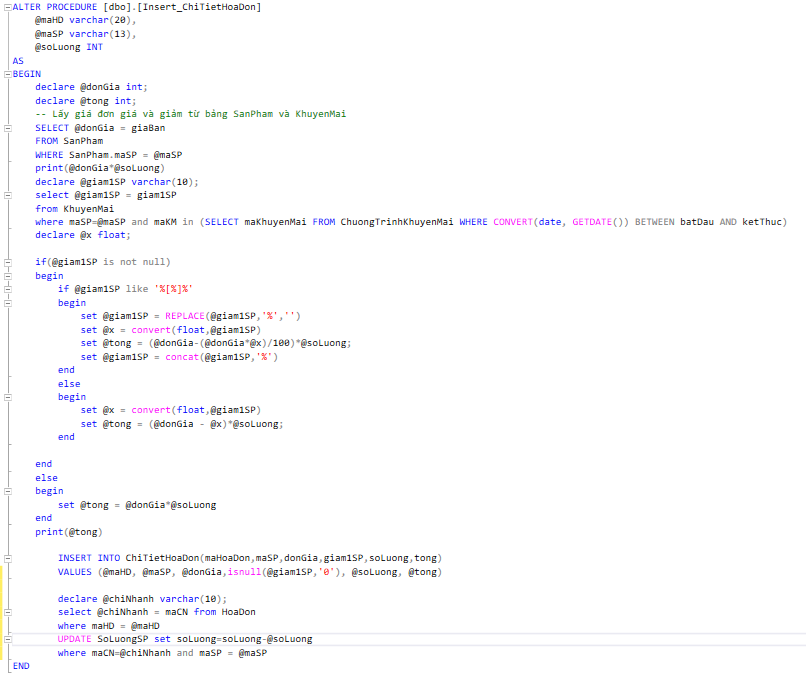 ALTER PROCEDURE [dbo].[Insert_ChiTietHoaDon]
@maHD varchar(20),
@maSP varchar(13),
@soLuong INT
AS
BEGIN
declare @donGia int;
declare @tong int;
-- Lấy giá đơn giá và giảm từ bảng SanPham và KhuyenMai
SELECT @donGia = giaBan
FROM SanPham
WHERE SanPham.maSP = @maSP
print(@donGia*@soLuong)
declare @giam1SP varchar(10);
select @giam1SP = giam1SP
from KhuyenMai
where maSP=@maSP and maKM in (SELECT maKhuyenMai FROM ChuongTrinhKhuyenMai WHERE CONVERT(date, GETDATE()) BETWEEN batDau AND ketThuc)
declare @x float;
if(@giam1SP is not null)
begin
if @giam1SP like '%[%]%'
begin
set @giam1SP = REPLACE(@giam1SP,'%','')
set @x = convert(float,@giam1SP)
set @tong = (@donGia-(@donGia*@x)/100)*@soLuong;
set @giam1SP = concat(@giam1SP,'%')
end
else
begin
set @x = convert(float,@giam1SP)
set @tong = (@donGia - @x)*@soLuong;
end
end
else
begin
set @tong = @donGia*@soLuong
end
print(@tong)
INSERT INTO ChiTietHoaDon(maHoaDon,maSP,donGia,giam1SP,soLuong,tong)
VALUES (@maHD, @maSP, @donGia,isnull(@giam1SP,'0'), @soLuong, @tong)
declare @chiNhanh varchar(10);
select @chiNhanh = maCN from HoaDon
where maHD = @maHD
UPDATE SoLuongSP set soLuong=soLuong-@soLuong
where maCN=@chiNhanh and maSP = @maSP
END